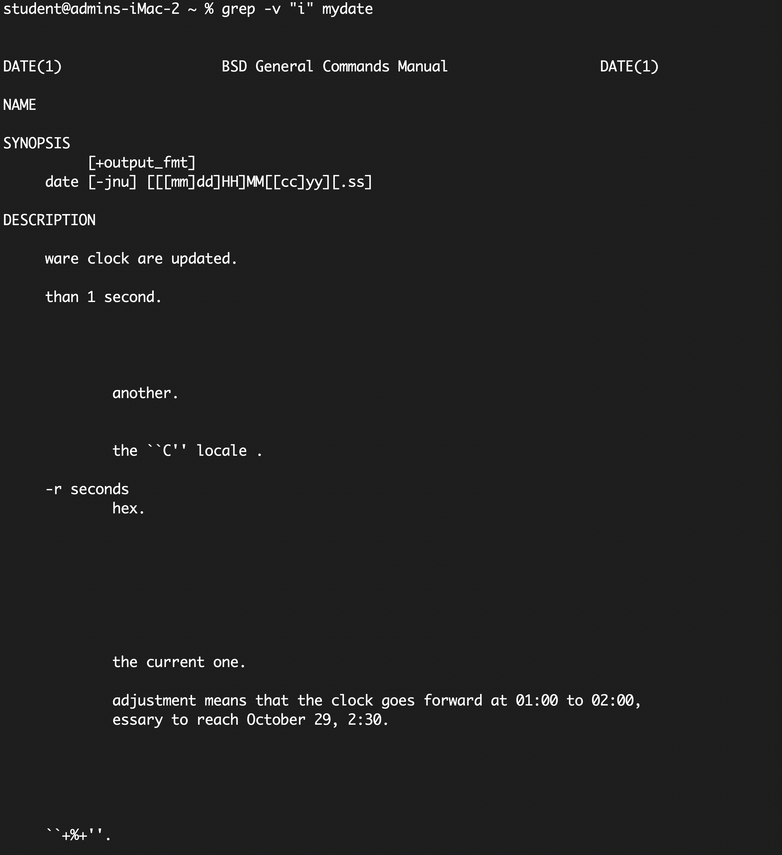 student@admins-iMac-2 ~ % grep -v "i" mydate
DATE(1)                   BSD General Commands Manual                  DATE(1)
NAME
SYNOPSIS
[+output_fmt]
date [-jnu] [[[mm]dd]HH]MM[[cc]yy][.ss]
DESCRIPTION
ware clock are updated.
than 1 second.
another.
the ``C'' locale .
-r seconds
hex.
the current one.
adjustment means that the clock goes forward at 01:00 to 02:00,
essary to reach October 29, 2:30.
``+%+''.